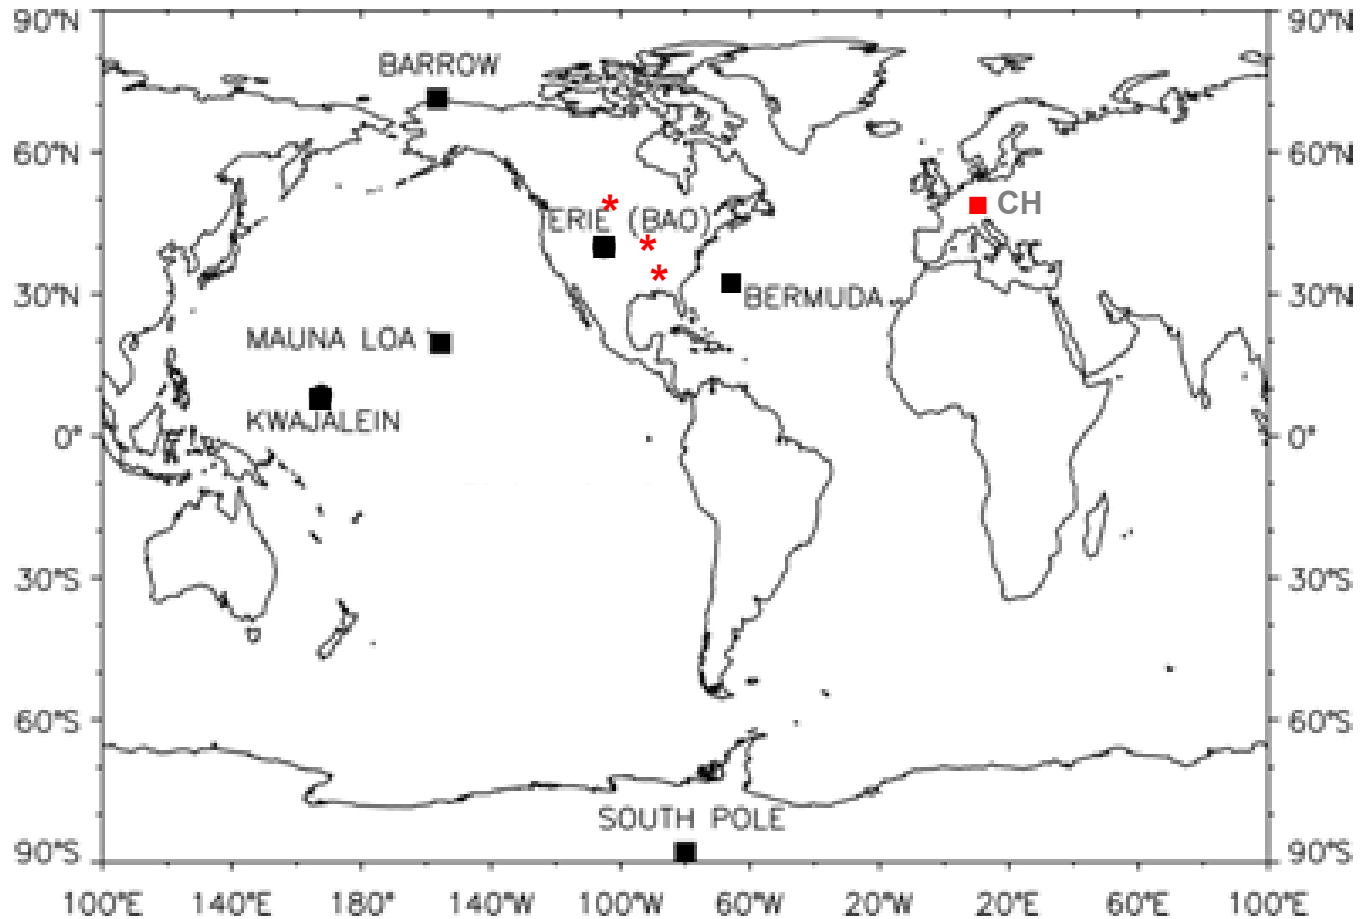 90°N 90°N
BARROW
60°N 60°N
CH
* ERIE (BAO)
*
*
30°N BERMUDA 30°N
MAUNA LOA
KWAJALEIN
0° 0°
30°S 30°S
60°S 60°S
SOUTH POLE
90°S 90°S
100°E 140°E 180° 140°W 100°W 60°W 20°W 20°E 60°E 100°E